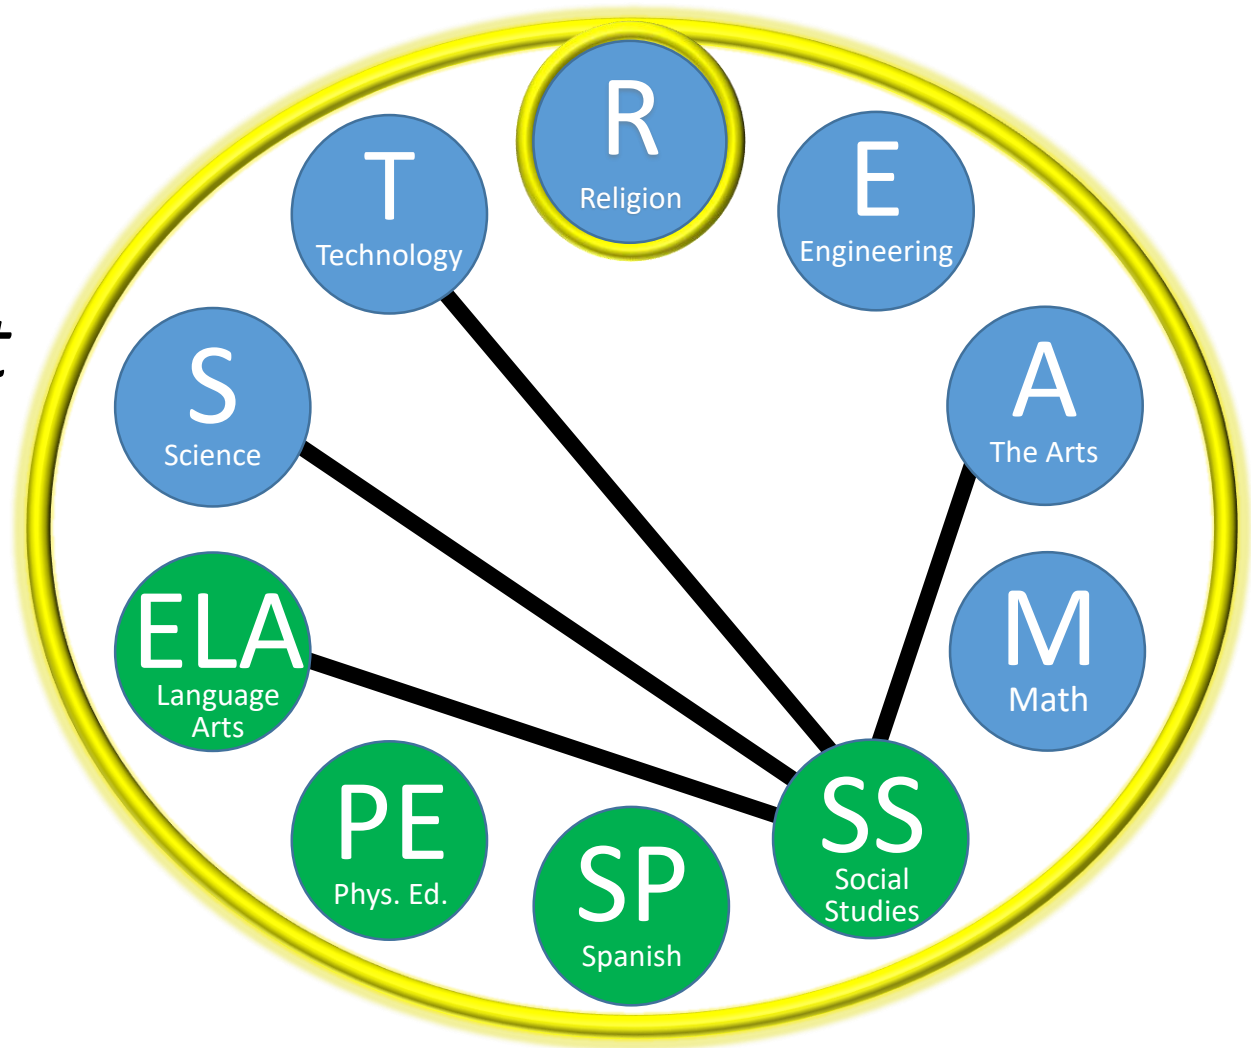 R
Religion
T
Technology
E
Engineering
t
S
Science
A
The Arts
ELA
Language
Arts
M
Math
PE
Phys. Ed.
SP
Spanish
SS
Social
Studies